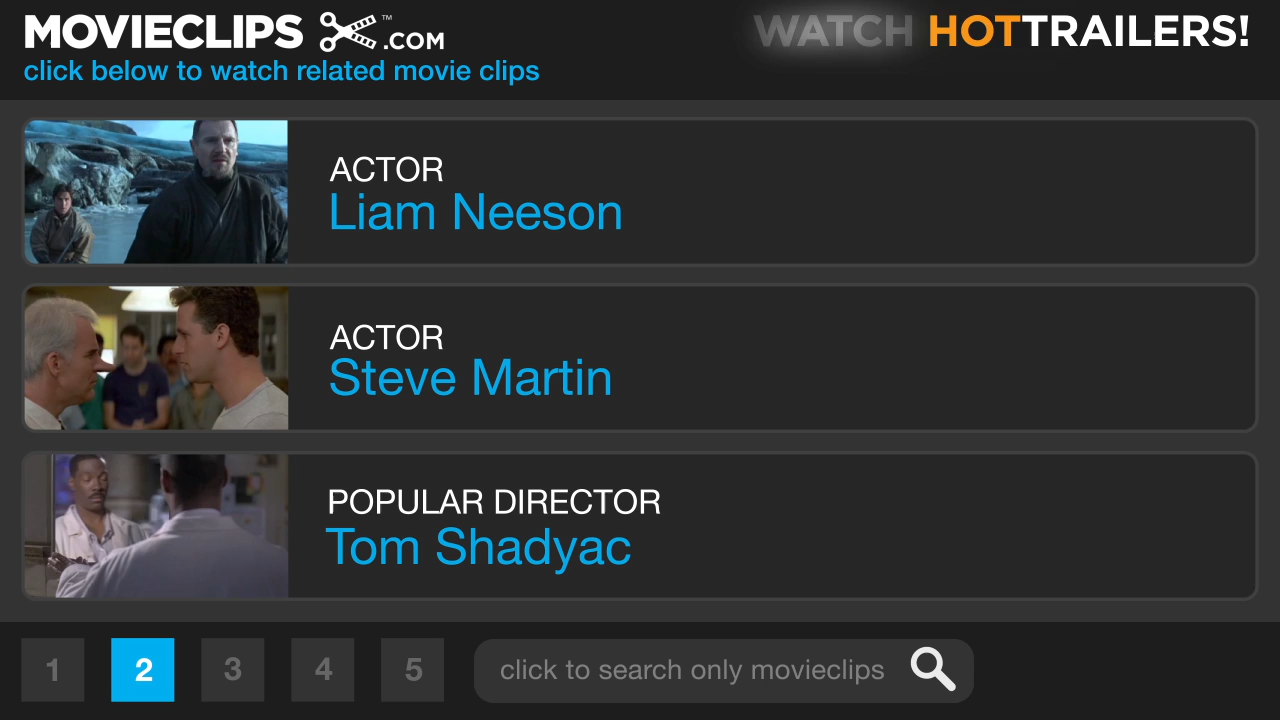 MOVIECLIPS ™ .COM
WATCH HOTTRAILERS!
click below to watch related movie clips
ACTOR
Liam Neeson
ACTOR
Steve Martin
POPULAR DIRECTOR
Tom Shadyac
1 2 3 4 5
click to search only movieclips